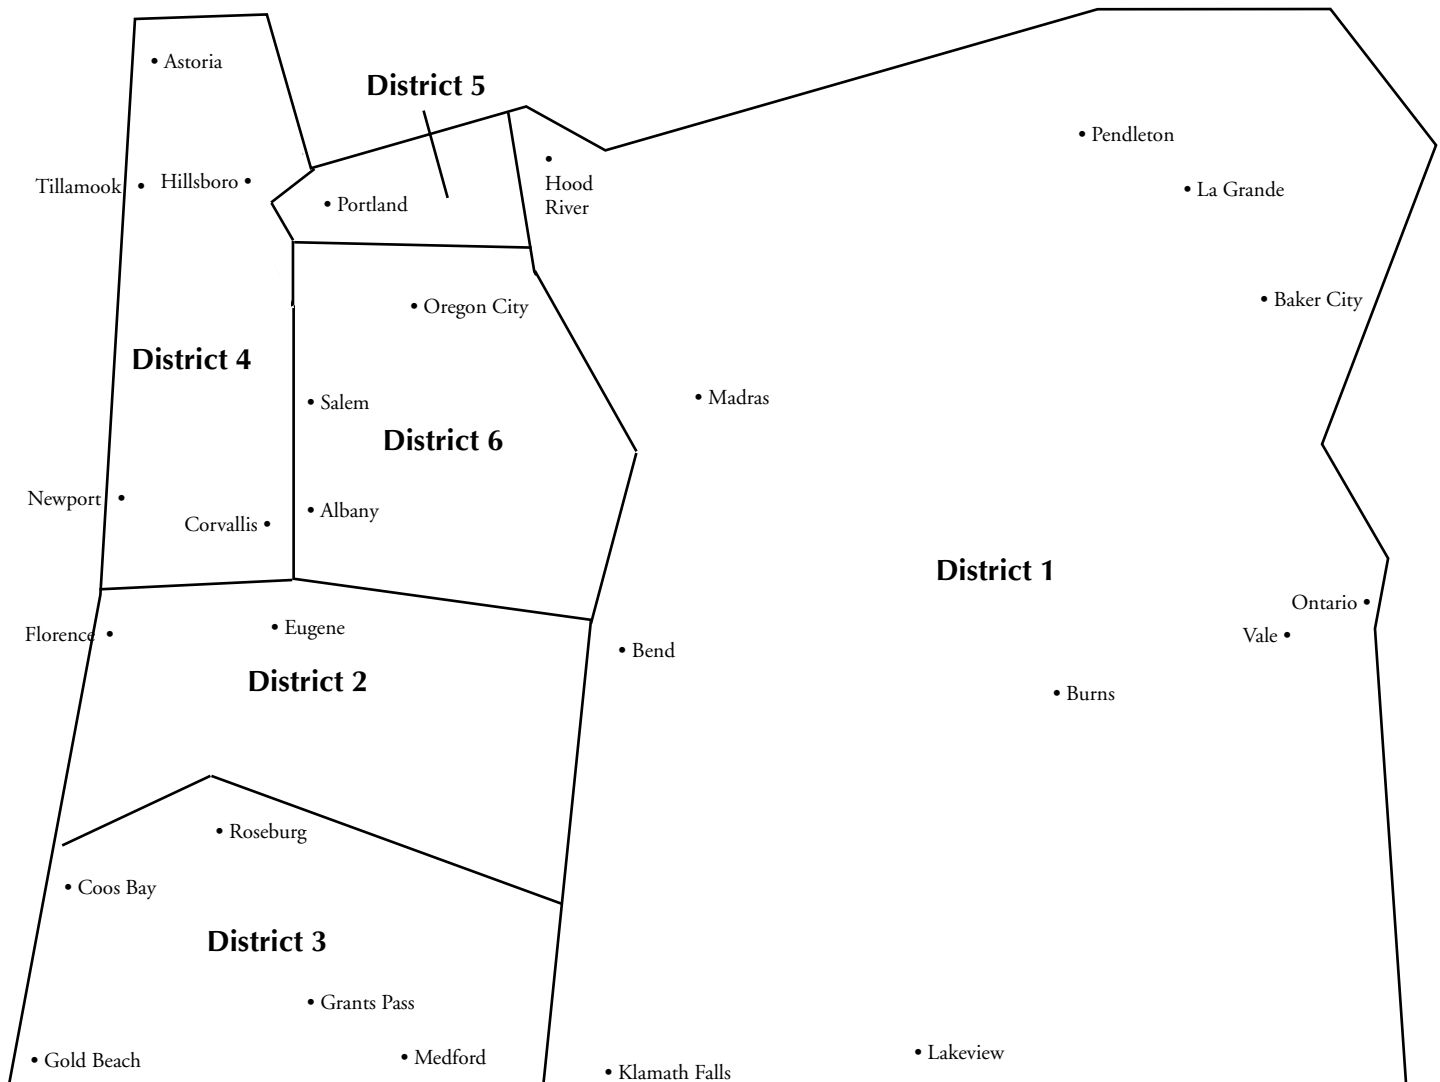 Astoria
District 5
Pendleton
Tillamook
Hillsboro
Hood
River
La Grande
Portland
Baker City
Oregon City
District 4
Madras
Salem
District 6
Newport
Albany
Corvallis
District 1
Ontario
Florence
Eugene
Vale
Bend
District 2
Burns
Roseburg
Coos Bay
District 3
Grants Pass
Lakeview
Gold Beach
Medford
Klamath Falls